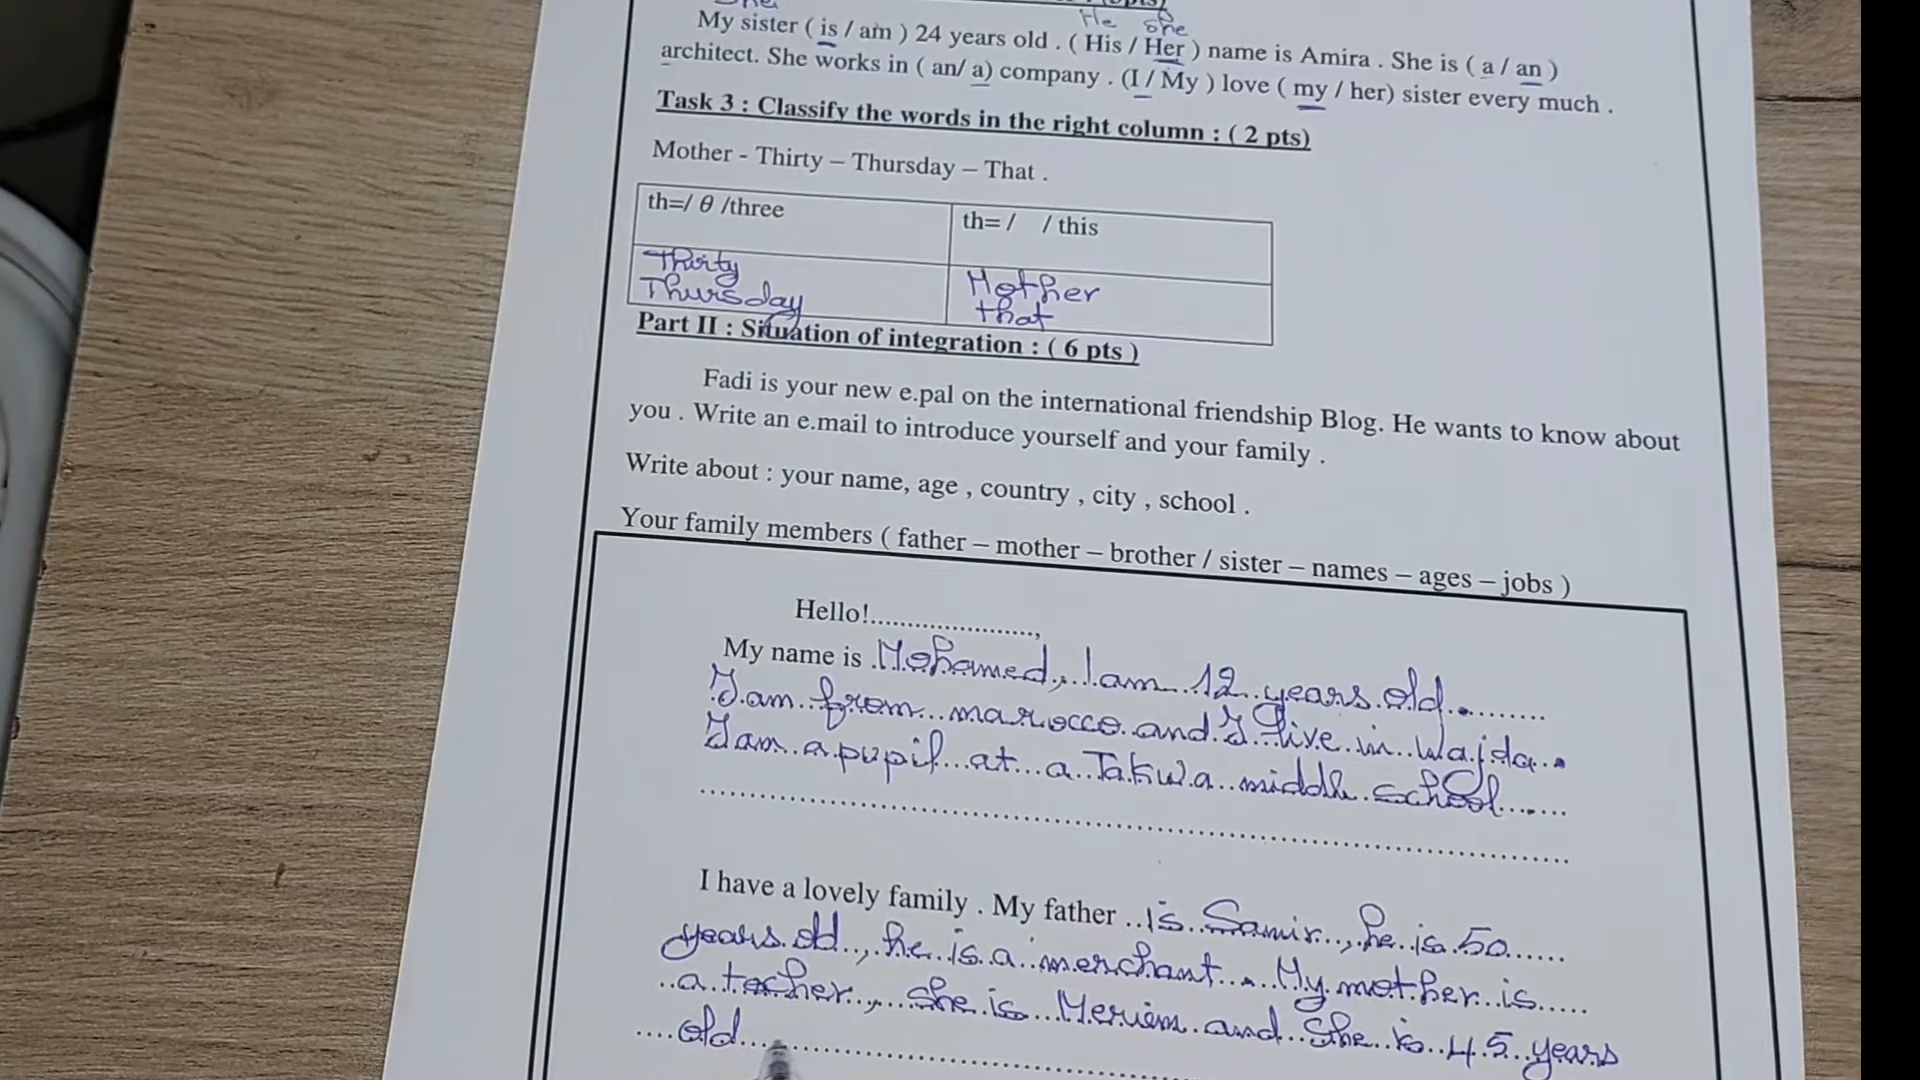 He she
My sister ( is / am ) 24 years old . ( His / Her ) name is Amira . She is ( a / an )
architect. She works in ( an/ a) company . (I / My ) love ( my / her) sister every much .
Task 3 : Classify the words in the right column : ( 2 pts)
Mother - Thirty – Thursday – That .
th=/ θ /three
th= / / this
Thirty
Thursday
Mother
that
Part II : Situation of integration : ( 6 pts )
Fadi is your new e.pal on the international friendship Blog. He wants to know about
you . Write an e.mail to introduce yourself and your family .
Write about : your name, age , country , city , school .
Your family members ( father – mother – brother / sister – names – ages – jobs )
Hello!......................,
My name is Mohamed, I am 12 years old.
I am from marocco and I live in Wajda.
I am a pupil at a Takwa middle school.
I have a lovely family . My father is Samir, he is 50
years old, he is a merchant. My mother is
a techer, she is Meriem and She is 45 years
old